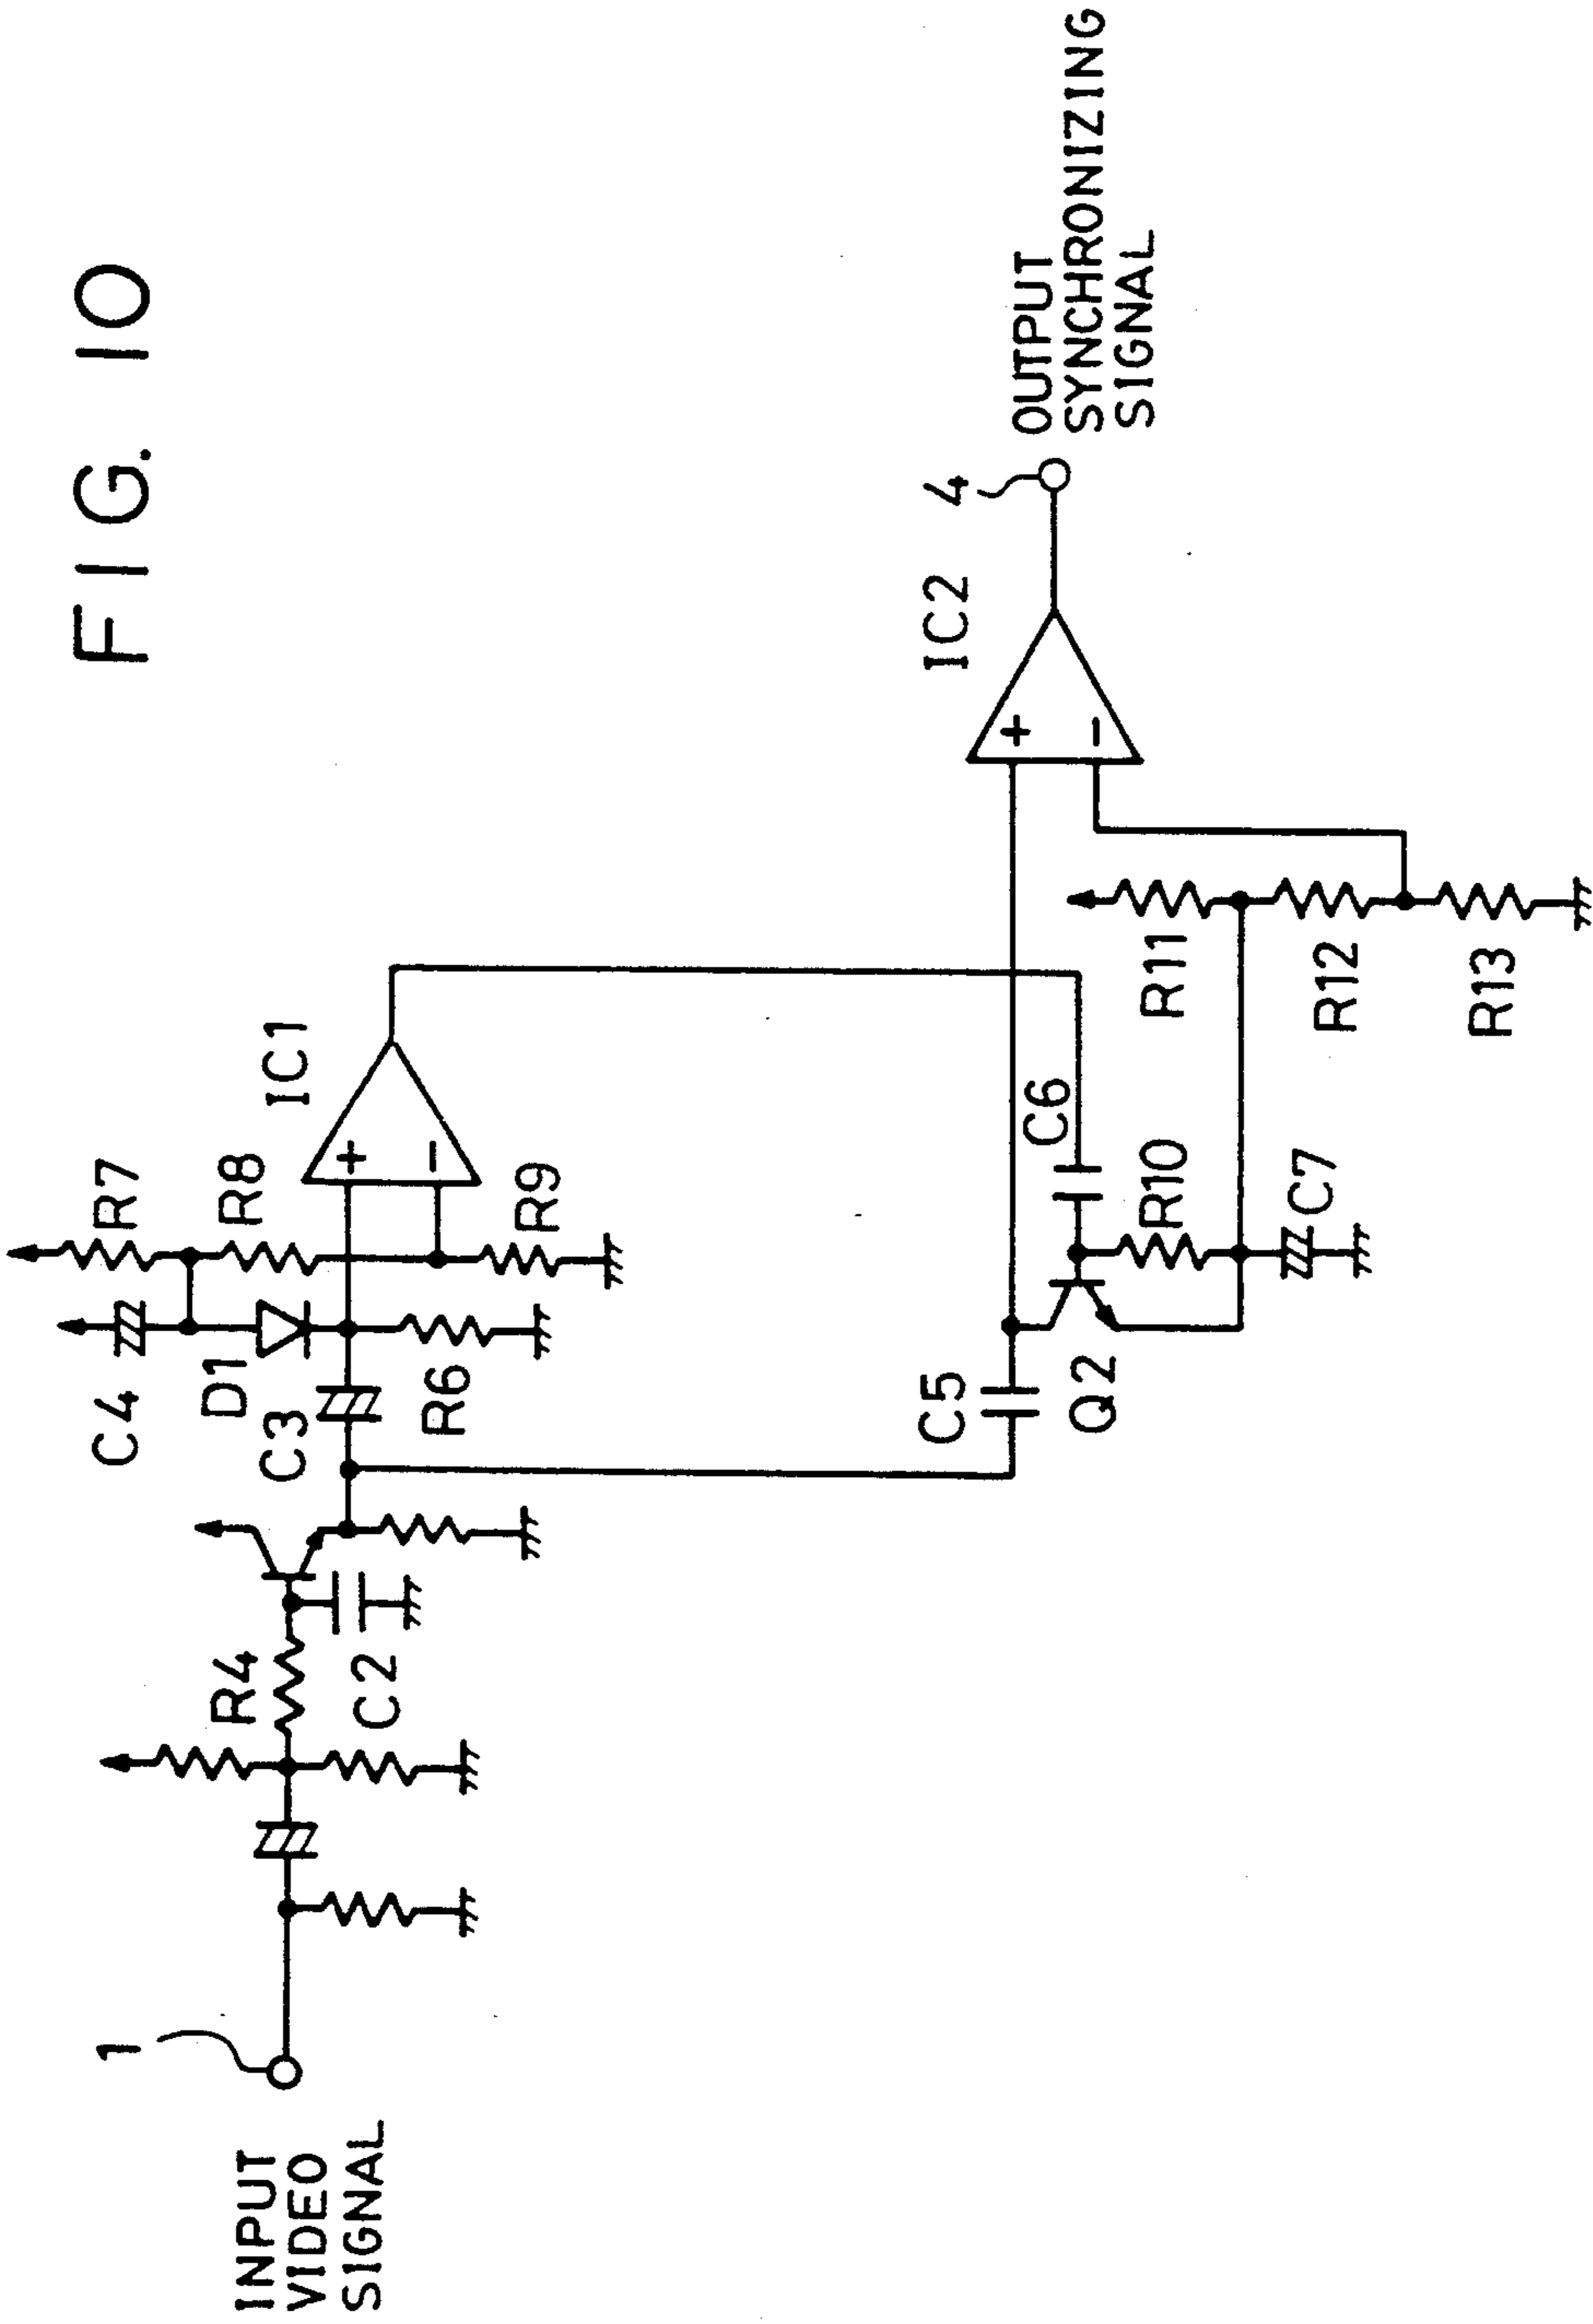 FIG. 10
INPUT
VIDEO
SIGNAL
1
R4
C2
C4
D1
C3
R6
R7
R8
R9
IC1
C5
Q2
C6
R10
C7
R11
R12
R13
IC2
4
OUTPUT
SYNCHRONIZING
SIGNAL
+
-
+
-